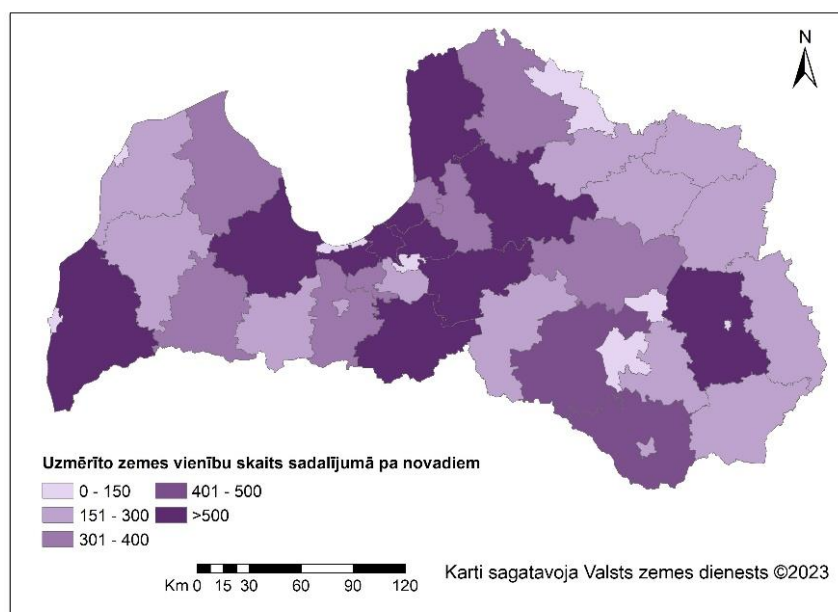 N
Uzmērīto zemes vienību skaits sadalījumā pa novadiem
0 - 150
151 - 300
301 - 400
401 - 500
>500
Km 0 15 30 60 90 120
Karti sagatavoja Valsts zemes dienests ©2023